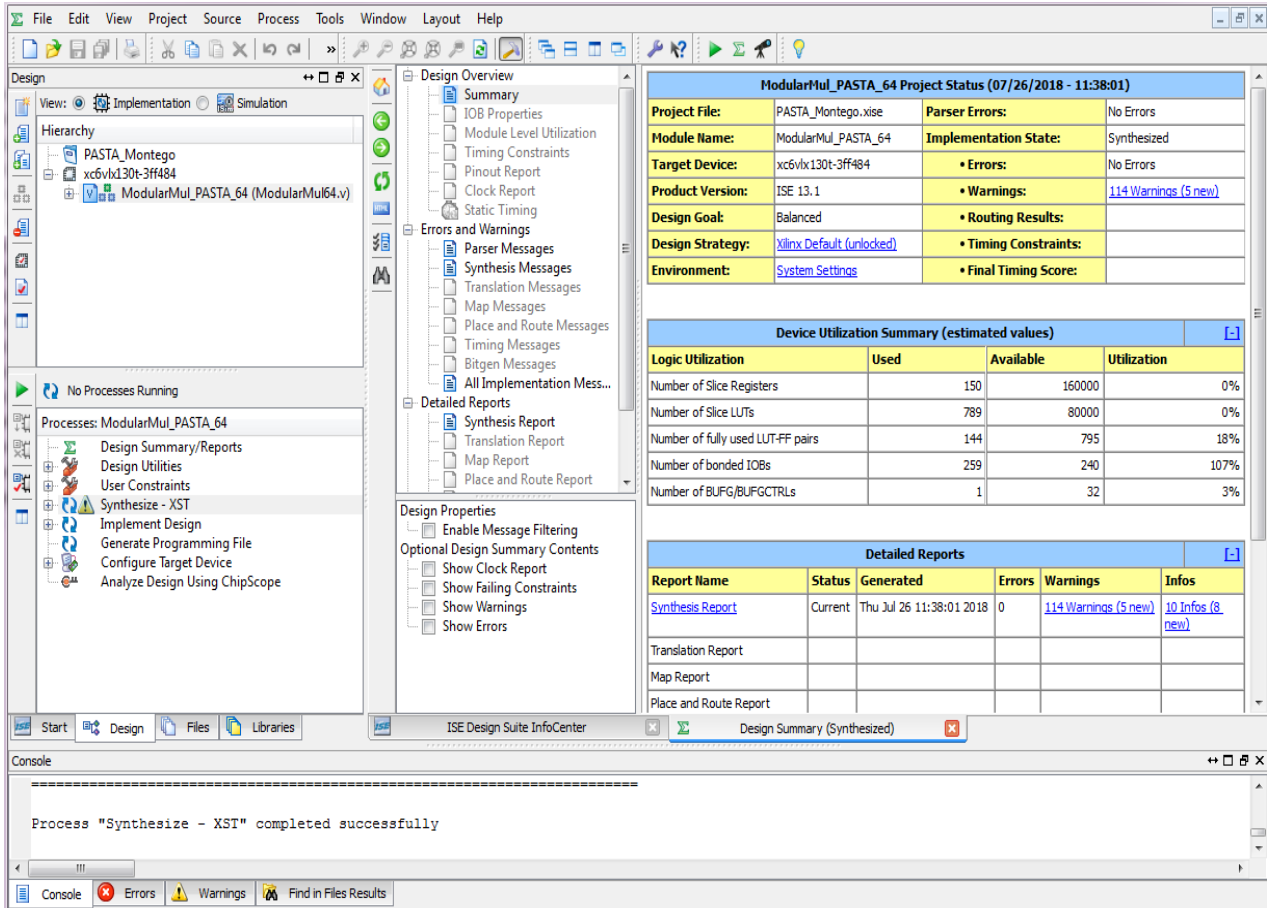 File Edit View Project Source Process Tools Window Layout Help
Design
View: Implementation Simulation
Hierarchy
PASTA_Montego
xc6vlx130t-3ff484
ModularMul_PASTA_64 (ModularMul64.v)
No Processes Running
Processes: ModularMul_PASTA_64
Design Summary/Reports
Design Utilities
User Constraints
Synthesize - XST
Implement Design
Generate Programming File
Configure Target Device
Analyze Design Using ChipScope
Start Design Files Libraries
Design Overview
Summary
IOB Properties
Module Level Utilization
Timing Constraints
Pinout Report
Clock Report
Static Timing
Errors and Warnings
Parser Messages
Synthesis Messages
Translation Messages
Map Messages
Place and Route Messages
Timing Messages
Bitgen Messages
All Implementation Mess...
Detailed Reports
Synthesis Report
Translation Report
Map Report
Place and Route Report
Design Properties
Enable Message Filtering
Optional Design Summary Contents
Show Clock Report
Show Failing Constraints
Show Warnings
Show Errors
ModularMul_PASTA_64 Project Status (07/26/2018 - 11:38:01)
Project File: PASTA_Montego.xise Parser Errors: No Errors
Module Name: ModularMul_PASTA_64 Implementation State: Synthesized
Target Device: xc6vlx130t-3ff484 • Errors: No Errors
Product Version: ISE 13.1 • Warnings: 114 Warnings (5 new)
Design Goal: Balanced • Routing Results:
Design Strategy: Xilinx Default (unlocked) • Timing Constraints:
Environment: System Settings • Final Timing Score:
Device Utilization Summary (estimated values) [-]
Logic Utilization Used Available Utilization
Number of Slice Registers 150 160000 0%
Number of Slice LUTs 789 80000 0%
Number of fully used LUT-FF pairs 144 795 18%
Number of bonded IOBs 259 240 107%
Number of BUFG/BUFGCTRLs 1 32 3%
Detailed Reports [-]
Report Name Status Generated Errors Warnings Infos
Synthesis Report Current Thu Jul 26 11:38:01 2018 0 114 Warnings (5 new) 10 Infos (8
new)
Translation Report
Map Report
Place and Route Report
ISE Design Suite InfoCenter Design Summary (Synthesized)
Console
=========================================================================
Process "Synthesize - XST" completed successfully
Console Errors Warnings Find in Files Results